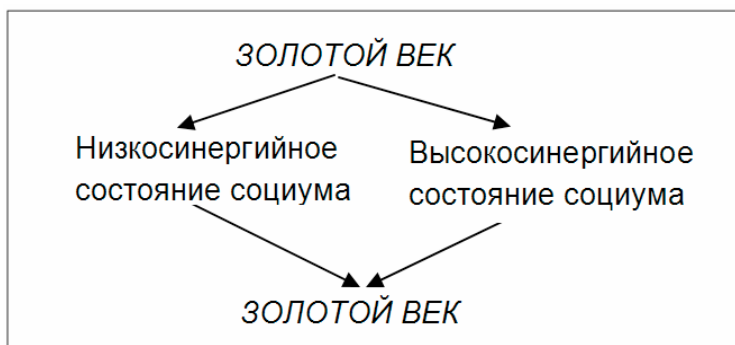 ЗОЛОТОЙ ВЕК
Низкосинергийное
состояние социума
Высокосинергийное
состояние социума
ЗОЛОТОЙ ВЕК